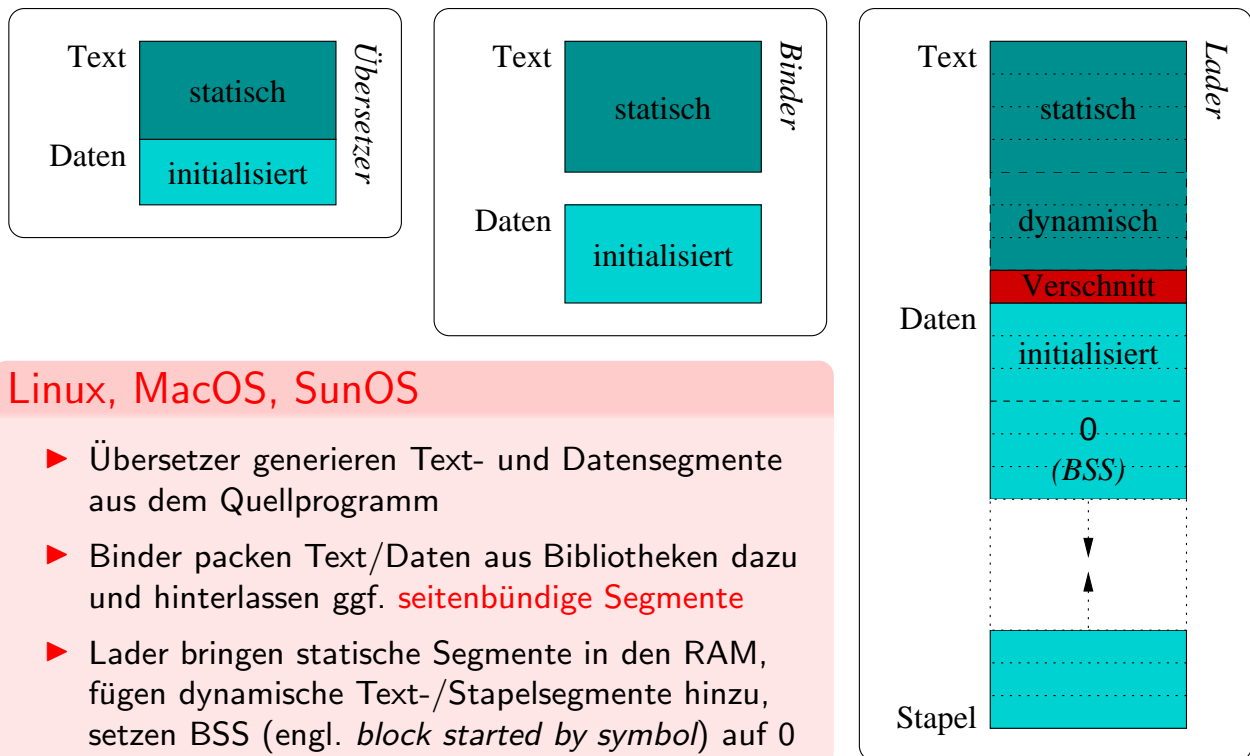 Text
statisch
Daten
initialisiert
Übersetzer
Text
statisch
Daten
initialisiert
Binder
Text
statisch
dynamisch
Verschnitt
Daten
initialisiert
0
(BSS)
Stapel
Lader
Linux, MacOS, SunOS
▶ Übersetzer generieren Text- und Datensegmente
aus dem Quellprogramm
▶ Binder packen Text/Daten aus Bibliotheken dazu
und hinterlassen ggf. seitenbündige Segmente
▶ Lader bringen statische Segmente in den RAM,
fügen dynamische Text-/Stapelsegmente hinzu,
setzen BSS (engl. block started by symbol) auf 0